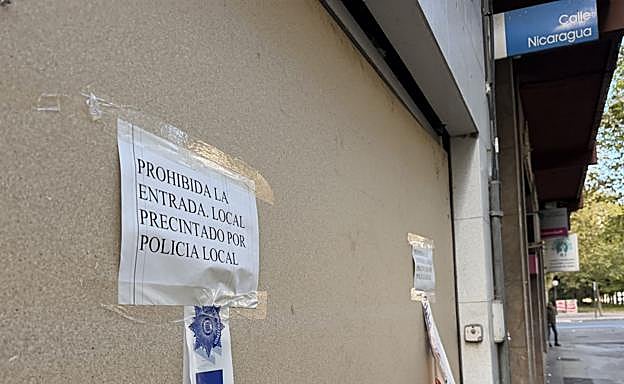 Calle
Nicaragua
PROHIBIDA LA
ENTRADA. LOCAL
PRECINTADO POR
POLICIA LOCAL